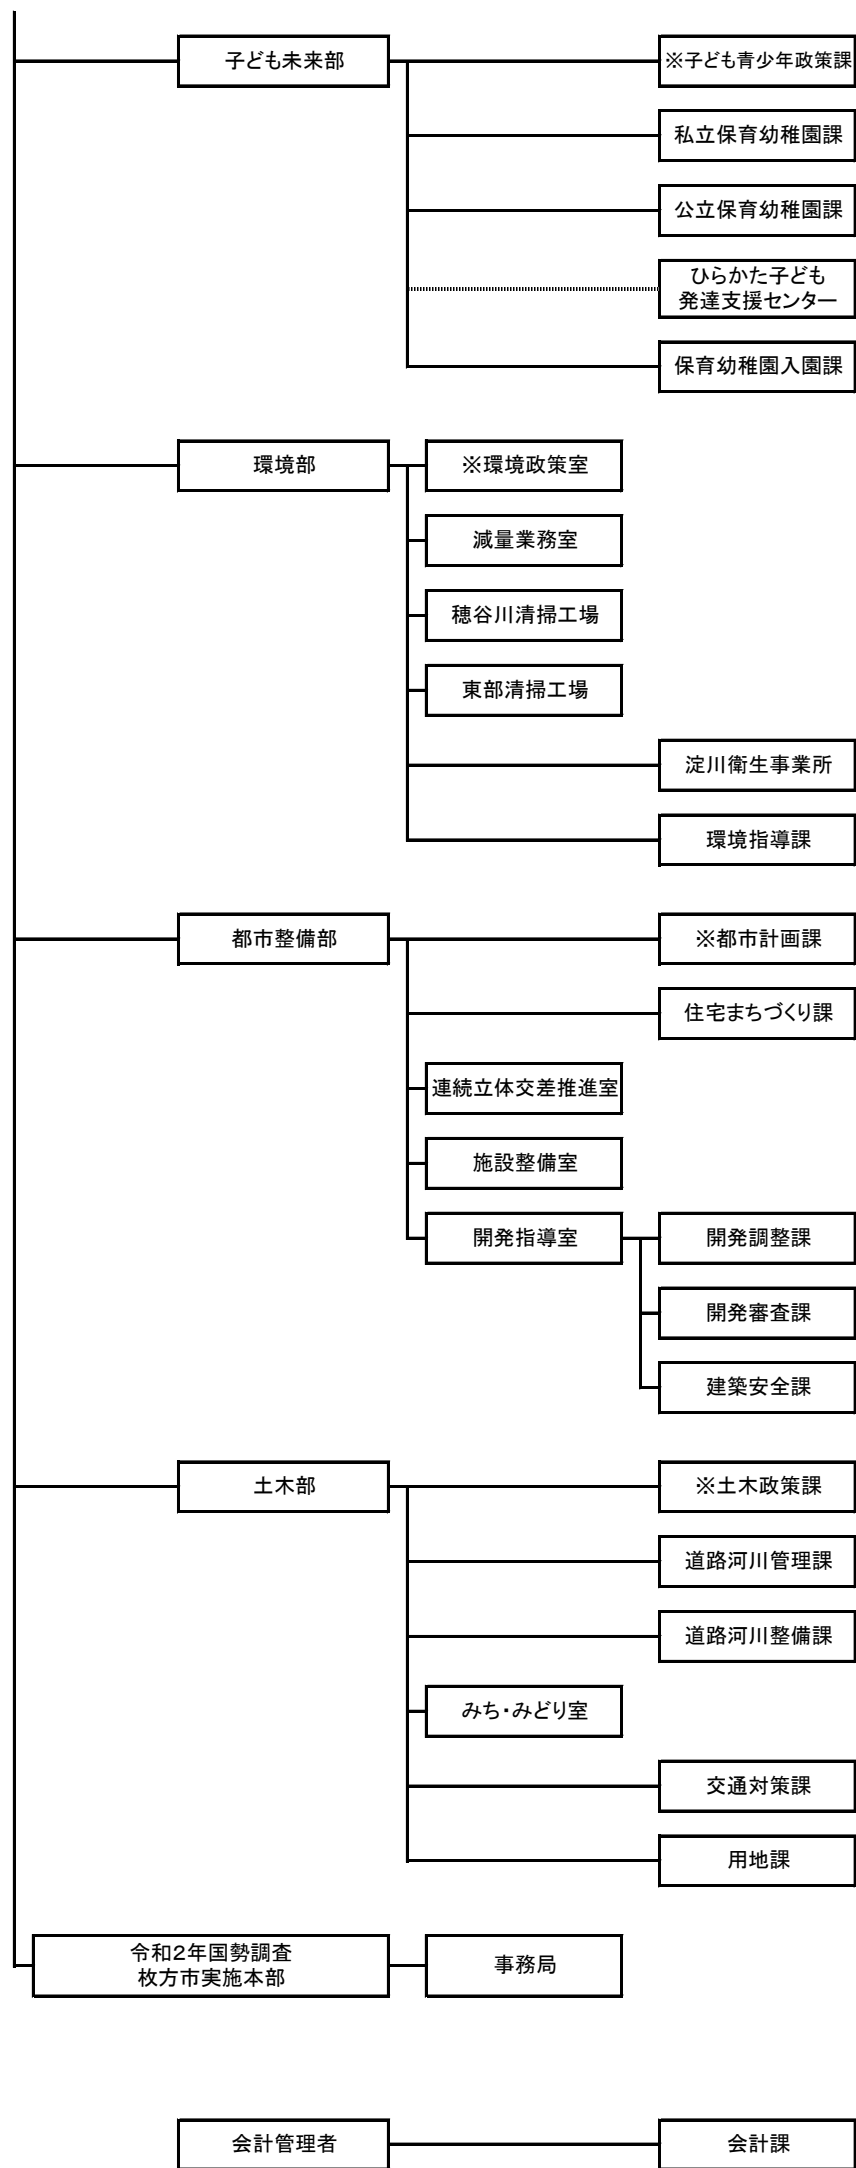 子ども未来部
※子ども青少年政策課
私立保育幼稚園課
公立保育幼稚園課
ひらかた子ども
発達支援センター
保育幼稚園入園課
環境部
※環境政策室
減量業務室
穂谷川清掃工場
東部清掃工場
淀川衛生事業所
環境指導課
都市整備部
※都市計画課
住宅まちづくり課
連続立体交差推進室
施設整備室
開発指導室
開発調整課
開発審査課
建築安全課
土木部
※土木政策課
道路河川管理課
道路河川整備課
みち・みどり室
交通対策課
用地課
令和2年国勢調査
枚方市実施本部
事務局
会計管理者
会計課